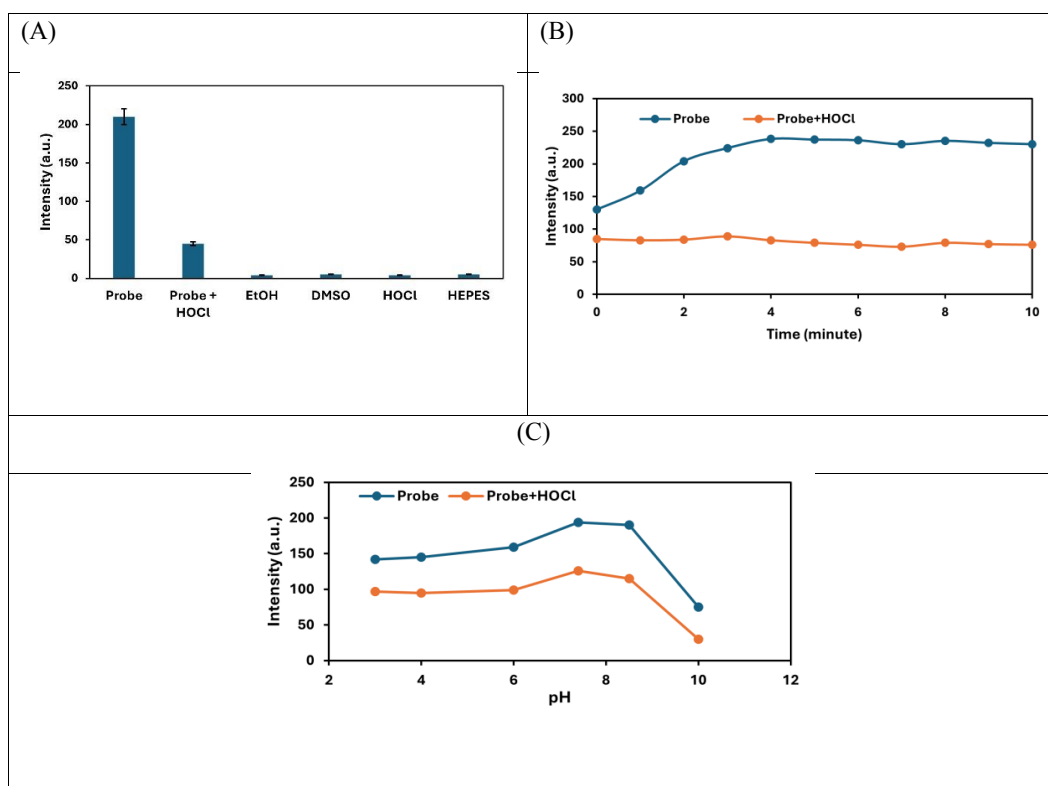 (A)
250
200
150
100
50
0
Intensity (a.u.)
Probe Probe + HOCl EtOH DMSO HOCl HEPES
(B)
300
250
200
150
100
50
0
Intensity (a.u.)
Probe Probe+HOCl
0 2 4 6 8 10
Time (minute)
(C)
250
200
150
100
50
0
Intensity (a.u.)
Probe Probe+HOCl
2 4 6 8 10 12
pH